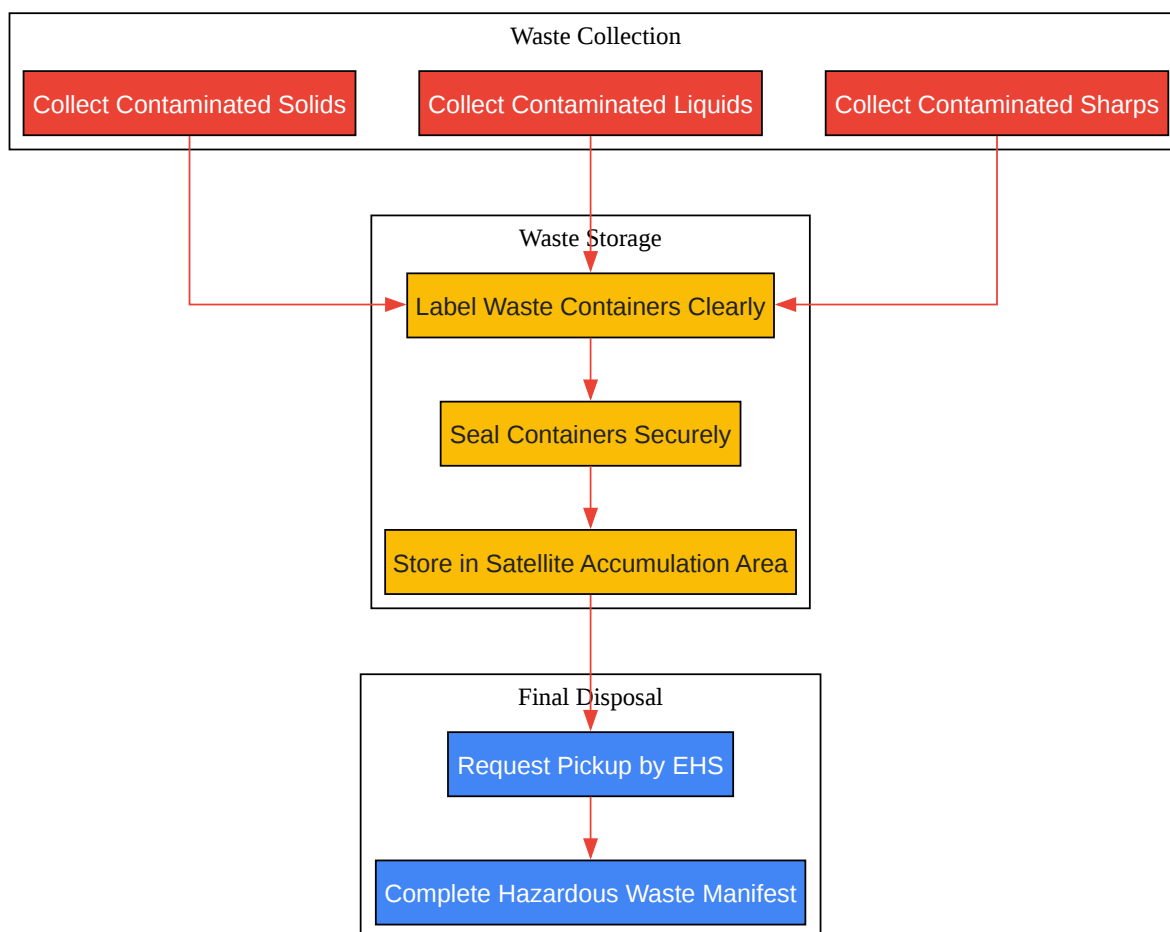 Waste Collection
Collect Contaminated Solids
Collect Contaminated Liquids
Collect Contaminated Sharps
Waste Storage
Label Waste Containers Clearly
Seal Containers Securely
Store in Satellite Accumulation Area
Final Disposal
Request Pickup by EHS
Complete Hazardous Waste Manifest